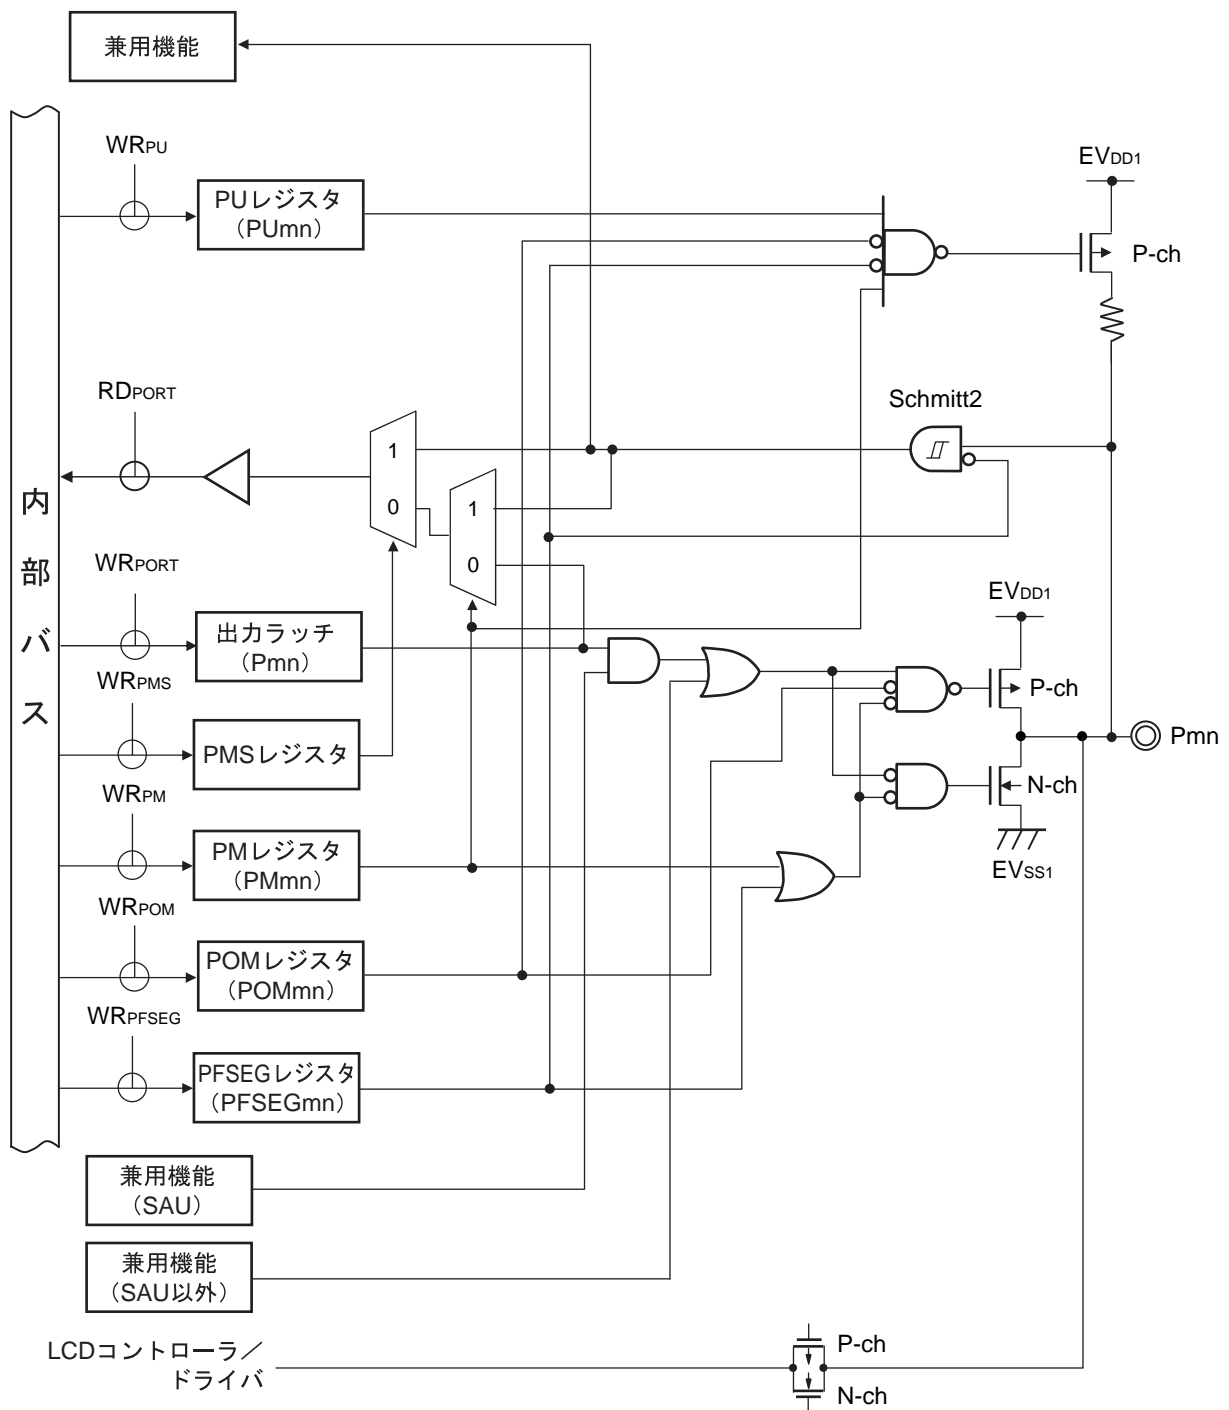 兼用機能
WRPU
PUレジスタ
(PUmn)
EVDD1
P-ch
RDPORT
Schmitt2
1
0
1
0
内部バス
WRPORT
出力ラッチ
(Pmn)
EVDD1
P-ch
WRPMS
PMSレジスタ
Pmn
N-ch
EVSS1
WRPM
PMレジスタ
(PMmn)
WRPOM
POMレジスタ
(POMmn)
WRPFSEG
PFSEGレジスタ
(PFSEGmn)
兼用機能
(SAU)
兼用機能
(SAU以外)
LCDコントローラ/
ドライバ
P-ch
N-ch